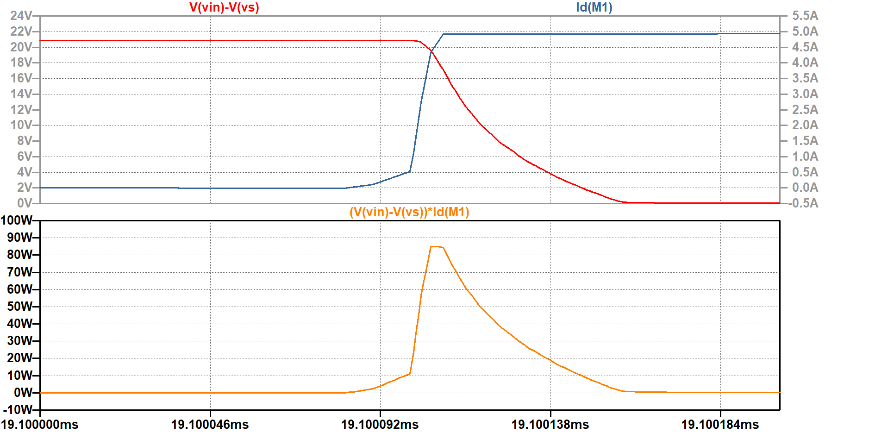 V(vin)-V(vs) Id(M1)
24V 5.5A
22V 5.0A
20V 4.5A
18V 4.0A
16V 3.5A
14V 3.0A
12V 2.5A
10V 2.0A
8V 1.5A
6V 1.0A
4V 0.5A
2V 0.0A
0V -0.5A
(V(vin)-V(vs))*Id(M1)
100W
90W
80W
70W
60W
50W
40W
30W
20W
10W
0W
-10W
19.100000ms 19.100046ms 19.100092ms 19.100138ms 19.100184ms